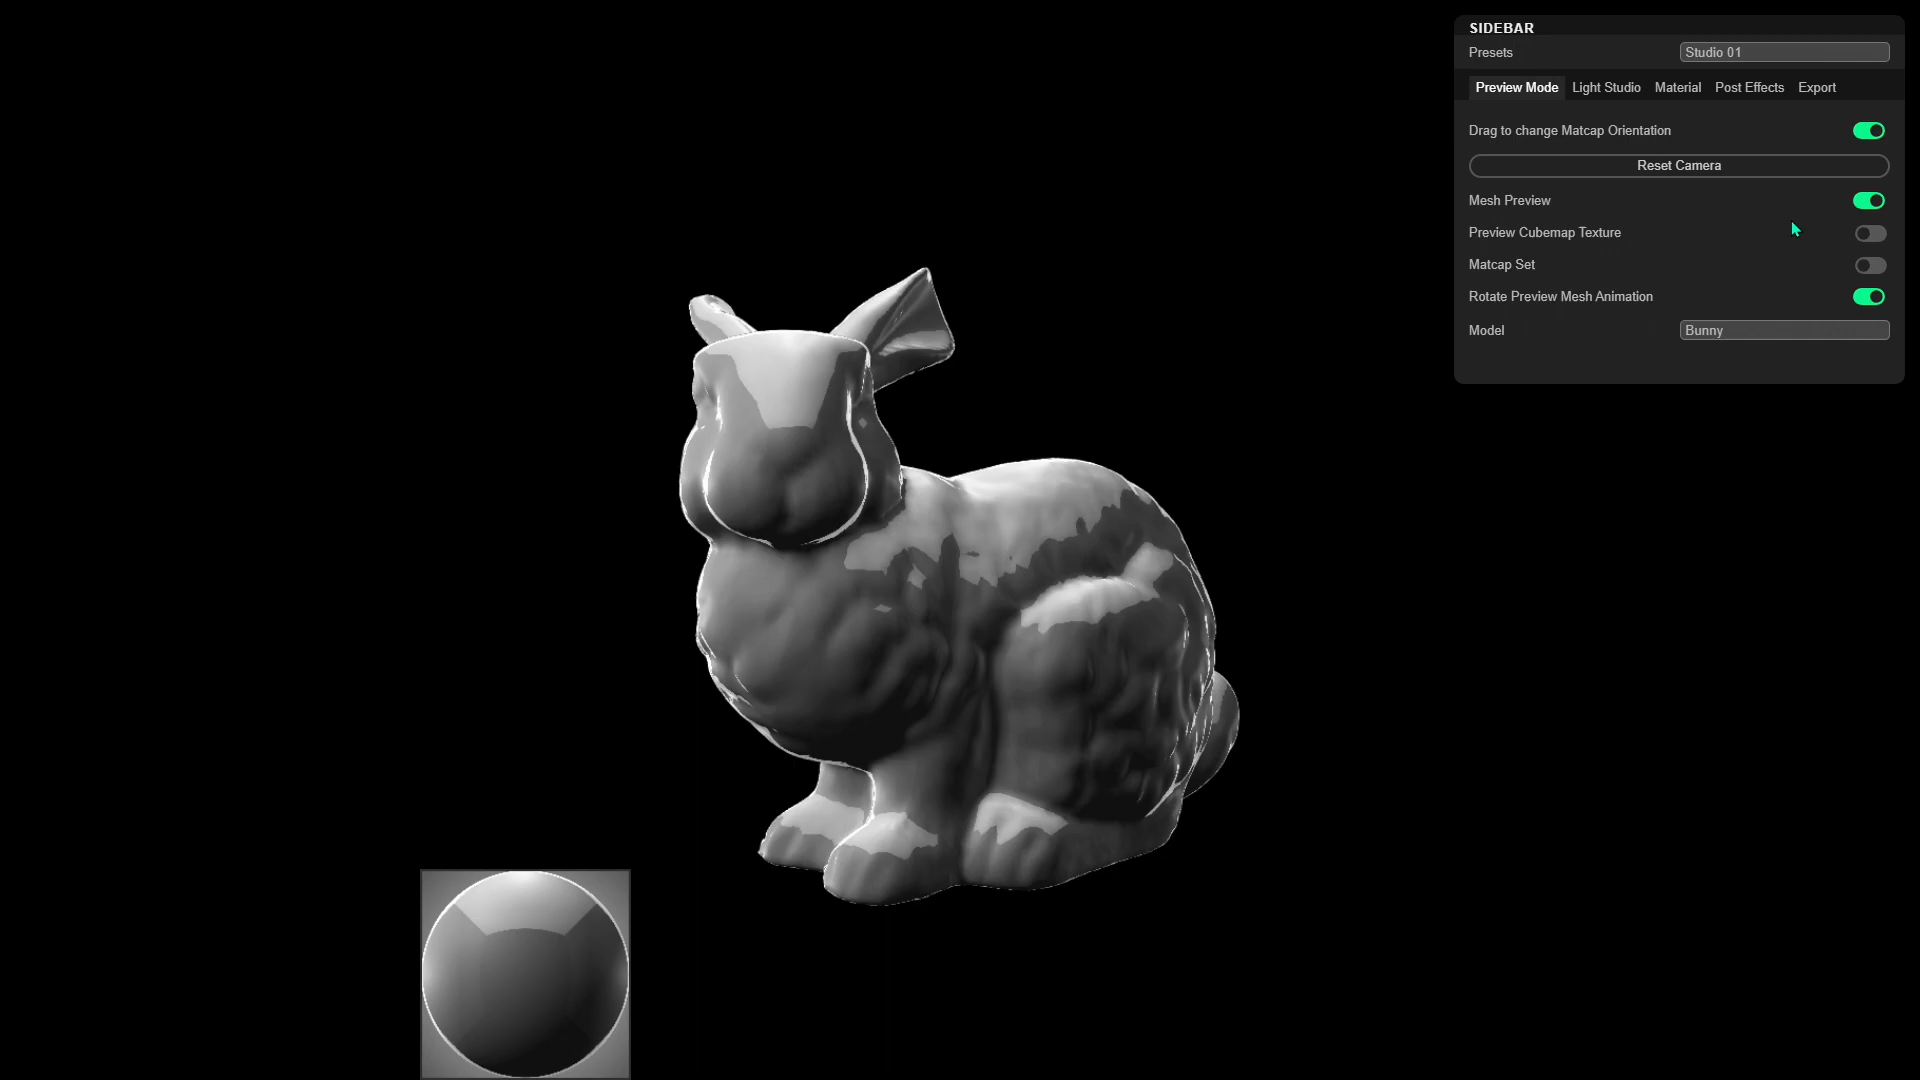 SIDEBAR
Presets Studio 01
Preview Mode Light Studio Material Post Effects Export
Drag to change Matcap Orientation
Reset Camera
Mesh Preview
Preview Cubemap Texture
Matcap Set
Rotate Preview Mesh Animation
Model Bunny